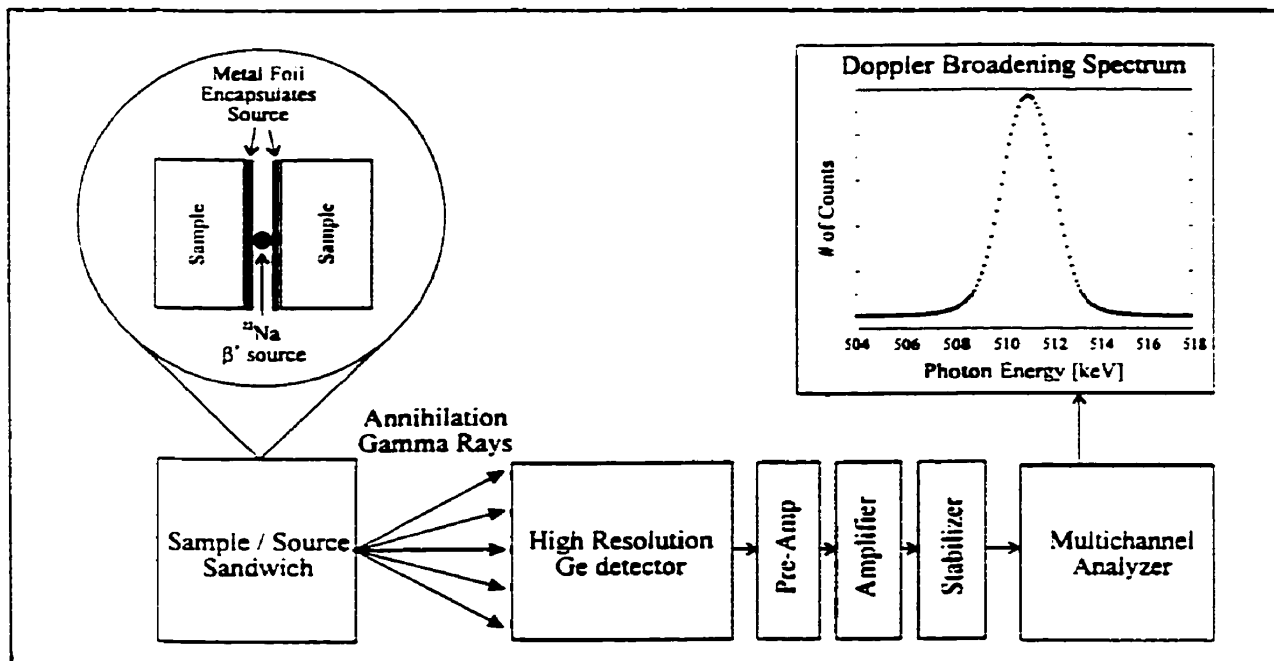 Metal Foil
Encapsulates
Source
Sample
Sample
²²Na
β⁺ source
Doppler Broadening Spectrum
# of Counts
504 506 508 510 512 514 516 518
Photon Energy [keV]
Annihilation
Gamma Rays
Sample / Source
Sandwich
High Resolution
Ge detector
Pre-Amp
Amplifier
Stabilizer
Multichannel
Analyzer